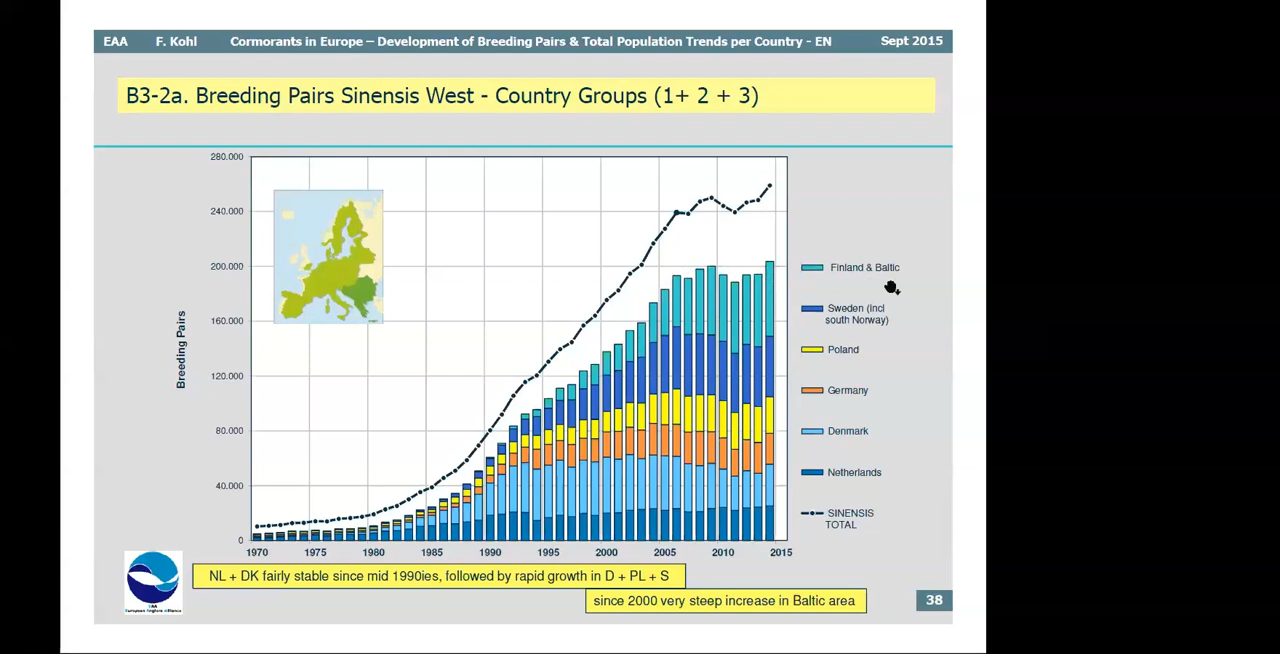 EAA F. Kohl Cormorants in Europe – Development of Breeding Pairs & Total Population Trends per Country - EN Sept 2015
B3-2a. Breeding Pairs Sinensis West - Country Groups (1+ 2 + 3)
Breeding Pairs
280.000
240.000
200.000
160.000
120.000
80.000
40.000
0
1970 1975 1980 1985 1990 1995 2000 2005 2010 2015
Finland & Baltic
Sweden (incl
south Norway)
Poland
Germany
Denmark
Netherlands
SINENSIS
TOTAL
NL + DK fairly stable since mid 1990ies, followed by rapid growth in D + PL + S
since 2000 very steep increase in Baltic area
EAA
European Anglers Alliance
38